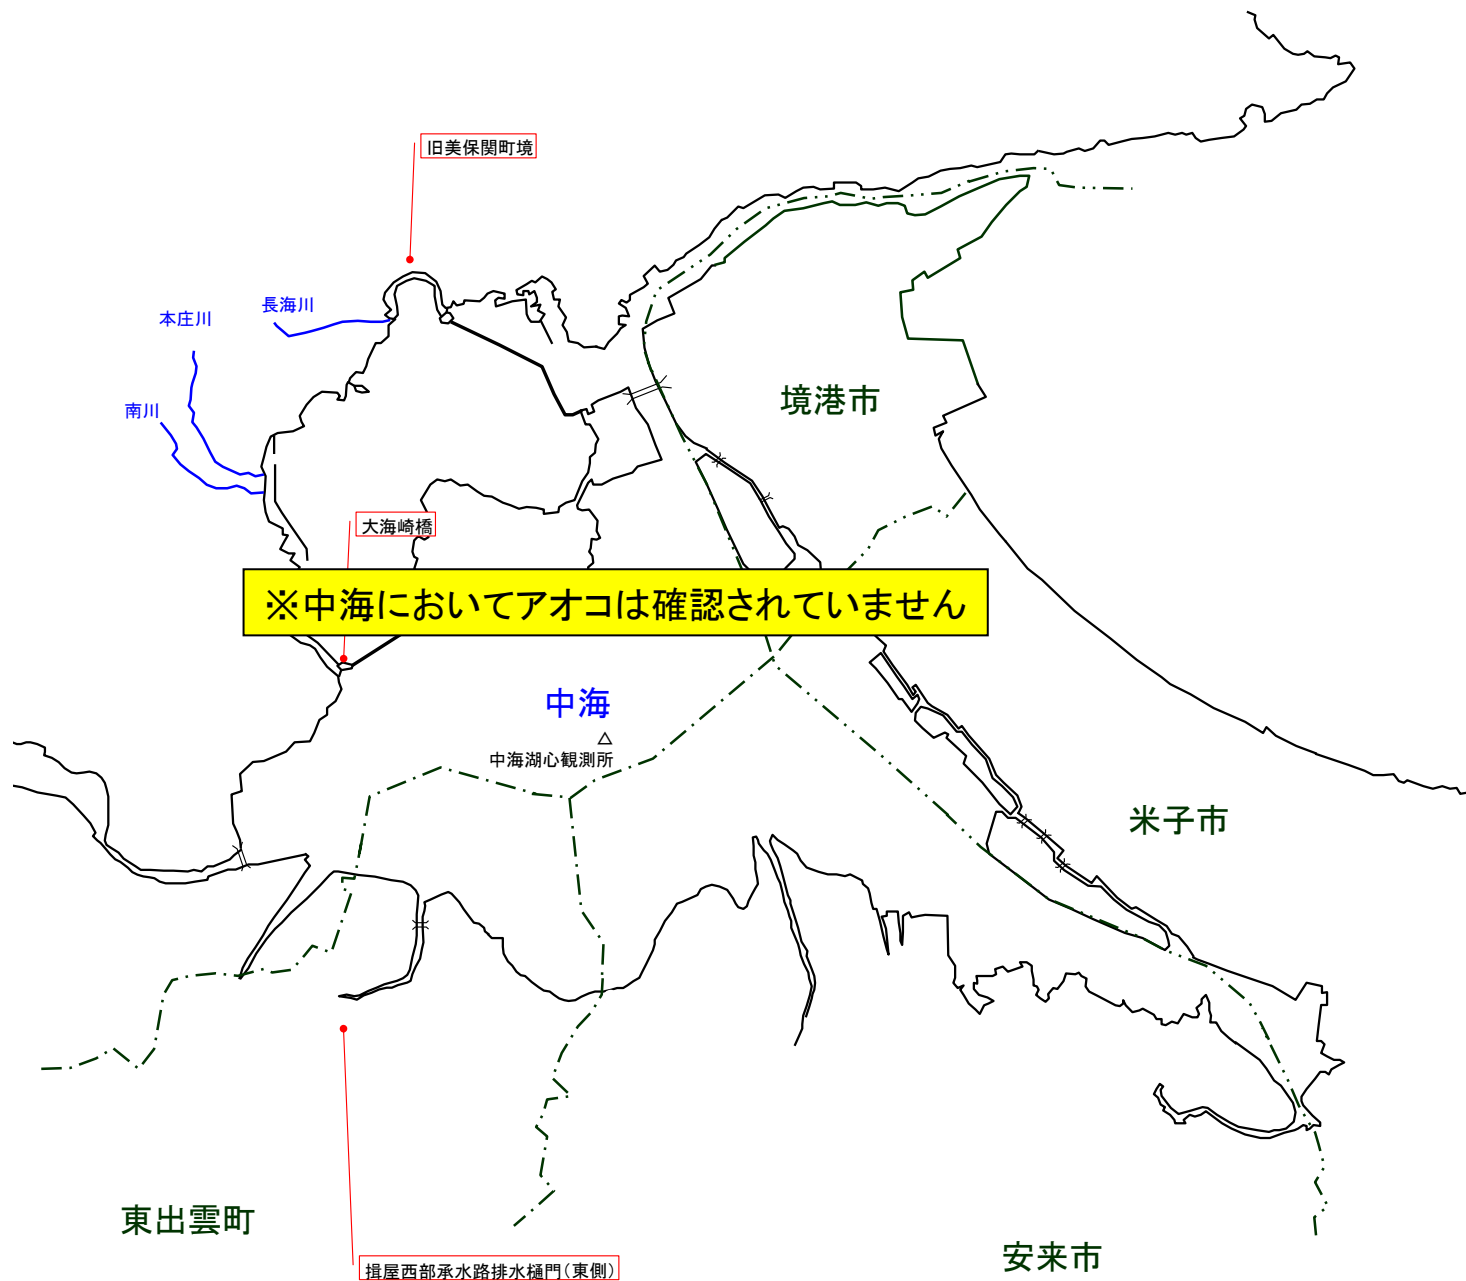 旧美保関町境
長海川
本庄川
南川
境港市
大海崎橋
※中海においてアオコは確認されていません
中海
中海湖心観測所
米子市
東出雲町
安来市
揖屋西部承水路排水樋門(東側)